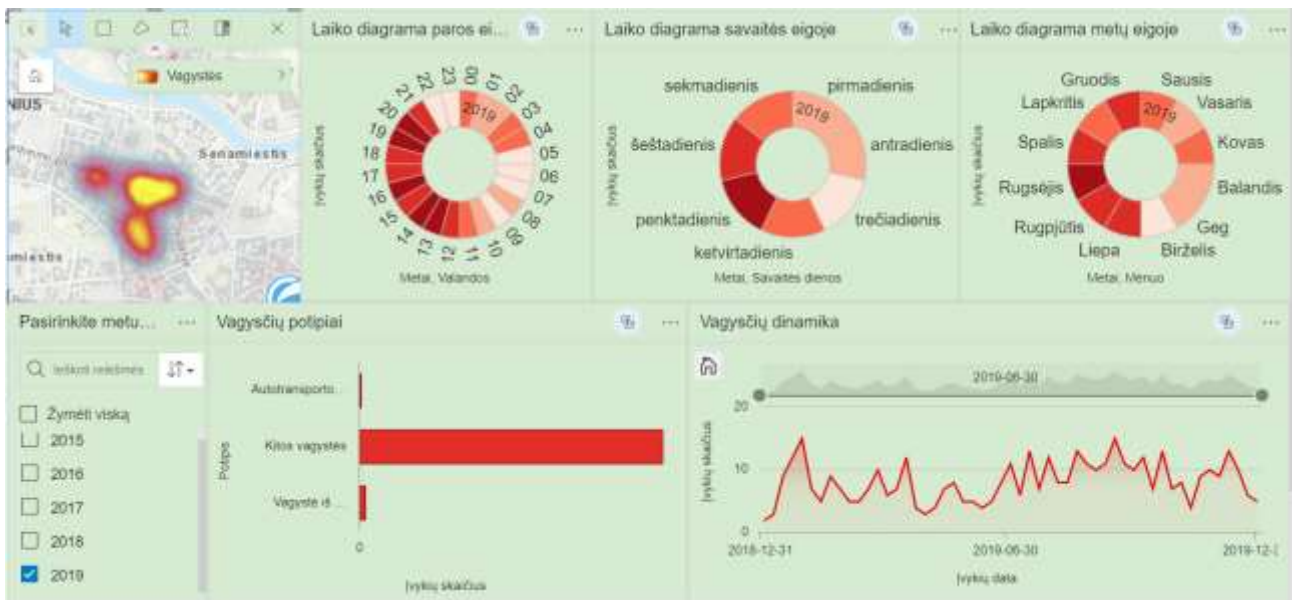 Laiko diagrama paros ei...
Laiko diagrama savaitės eigoje
Laiko diagrama metų eigoje
Vagystės
NIUS
Senamiestis
miestis
Įvykių skaičius
00
01
02
03
04
05
06
07
08
09
10
11
12
13
14
15
16
17
18
19
20
21
22
23
2019
Metai, Valandos
Įvykių skaičius
sekmadienis
pirmadienis
šeštadienis
antradienis
penktadienis
trečiadienis
ketvirtadienis
2019
Metai, Savaitės dienos
Įvykių skaičius
Gruodis
Sausis
Lapkritis
Vasaris
Spalis
Kovas
Rugsėjis
Balandis
Rugpjūtis
Geg
Liepa
Birželis
2019
Metai, Mėnuo
Pasirinkite metu...
Ieškoti reikšmės
Žymėti viską
2015
2016
2017
2018
2019
Vagysčių potipiai
Potipis
Autotransporto...
Kitos vagystės
Vagystė iš ...
0
Įvykių skaičius
Vagysčių dinamika
2019-06-30
Įvykių skaičius
20
10
0
2018-12-31
2019-06-30
2019-12-
Įvykių data